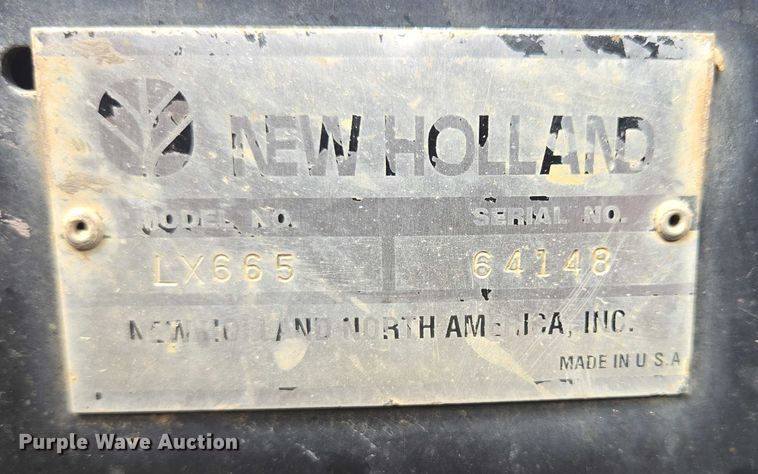 NEW HOLLAND
MODEL NO. SERIAL NO.
LX665 64148
NEW HOLLAND NORTH AMERICA, INC.
MADE IN U S.A
Purple Wave Auction